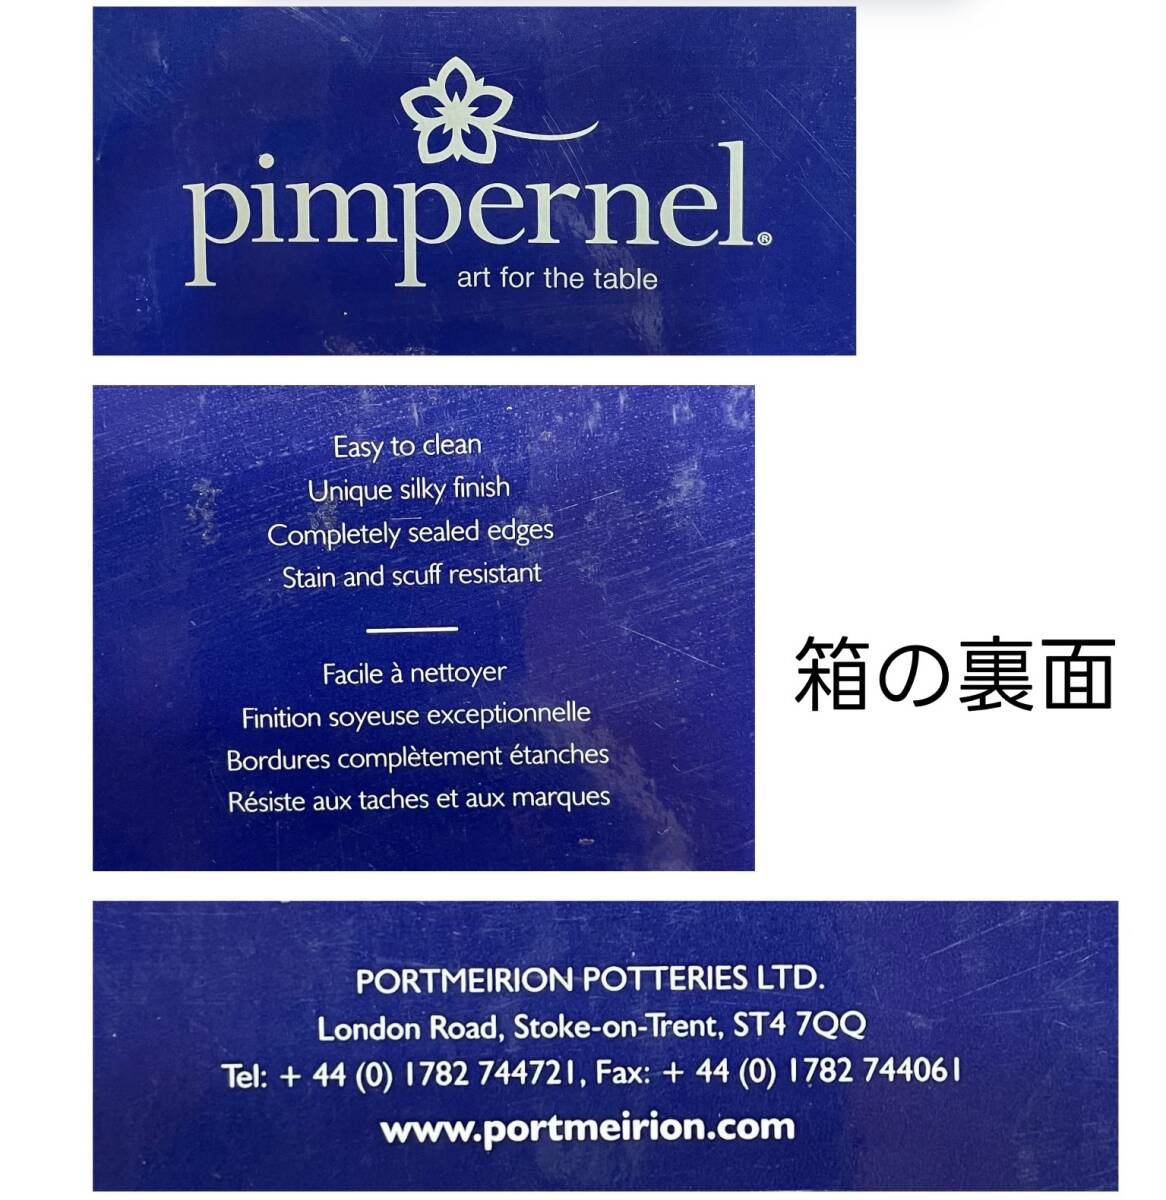 pimpernel®
art for the table
Easy to clean
Unique silky finish
Completely sealed edges
Stain and scuff resistant
Facile à nettoyer
Finition soyeuse exceptionnelle
Bordures complètement étanches
Résiste aux taches et aux marques
箱の裏面
PORTMEIRION POTTERIES LTD.
London Road, Stoke-on-Trent, ST4 7QQ
Tel: + 44 (0) 1782 744721, Fax: + 44 (0) 1782 744061
www.portmeirion.com